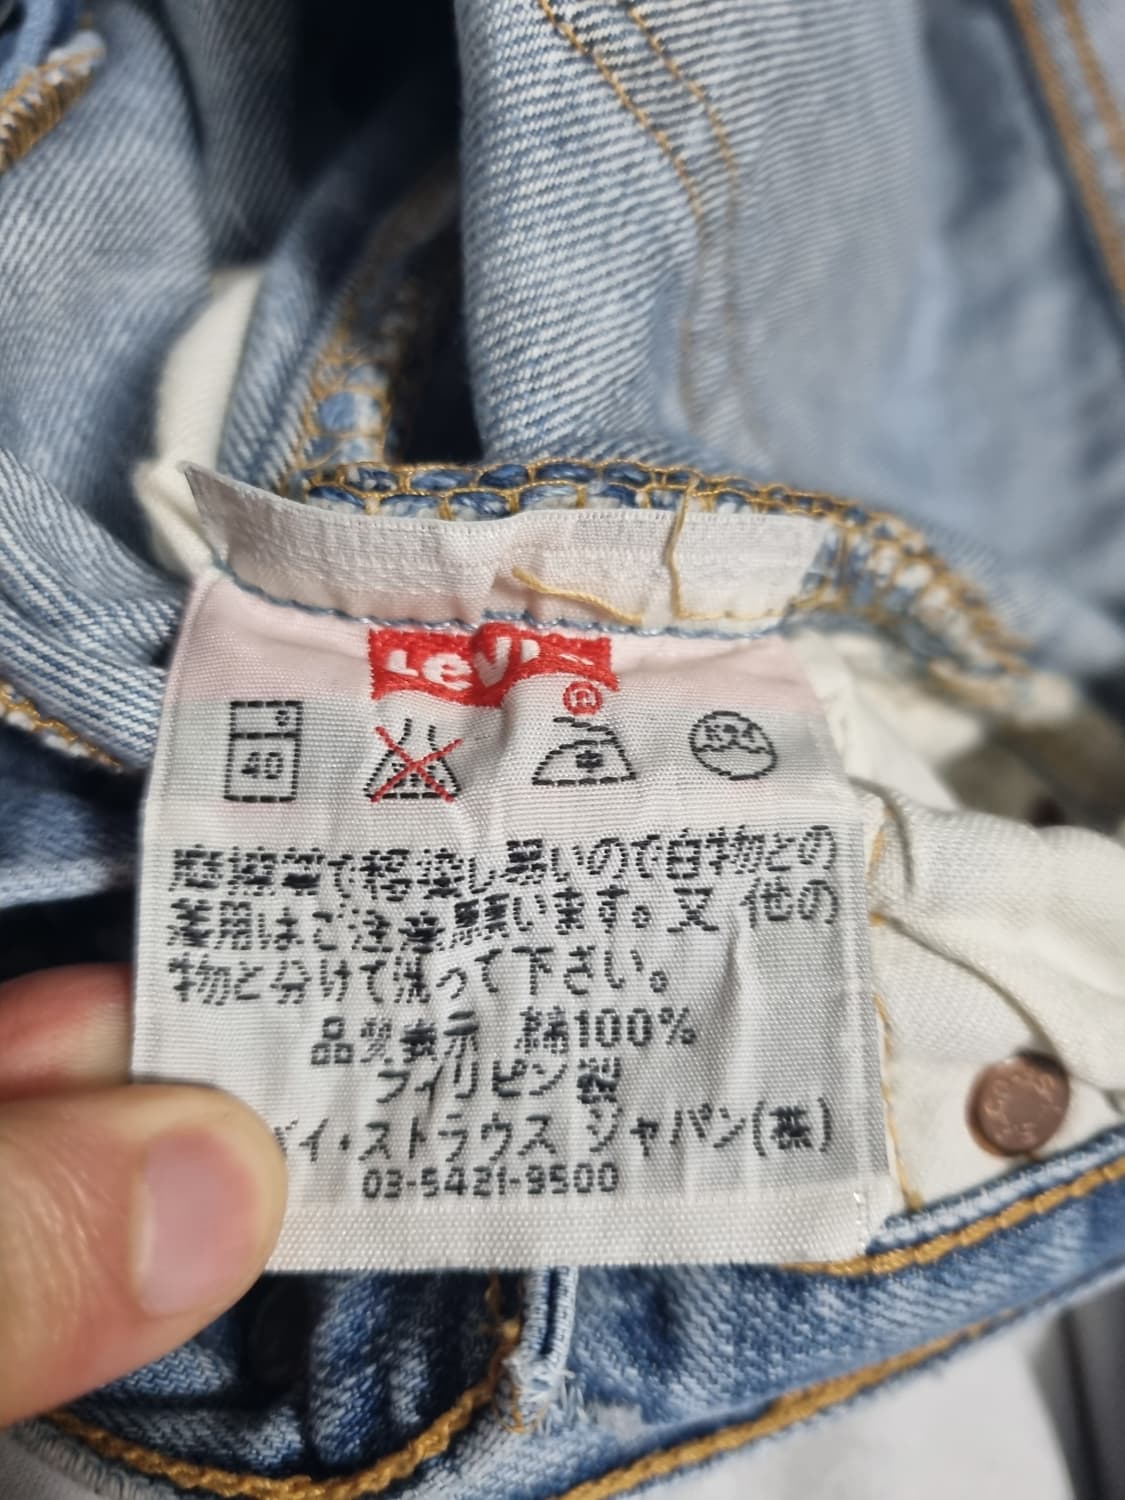 Levi's
®
40
摩擦等で移染し易いので白物との
着用はご注意願います。又他の
物と分けて洗って下さい。
品質表示 綿100%
フィリピン製
バイ・ストラウス ジャパン(株)
03-5421-9500